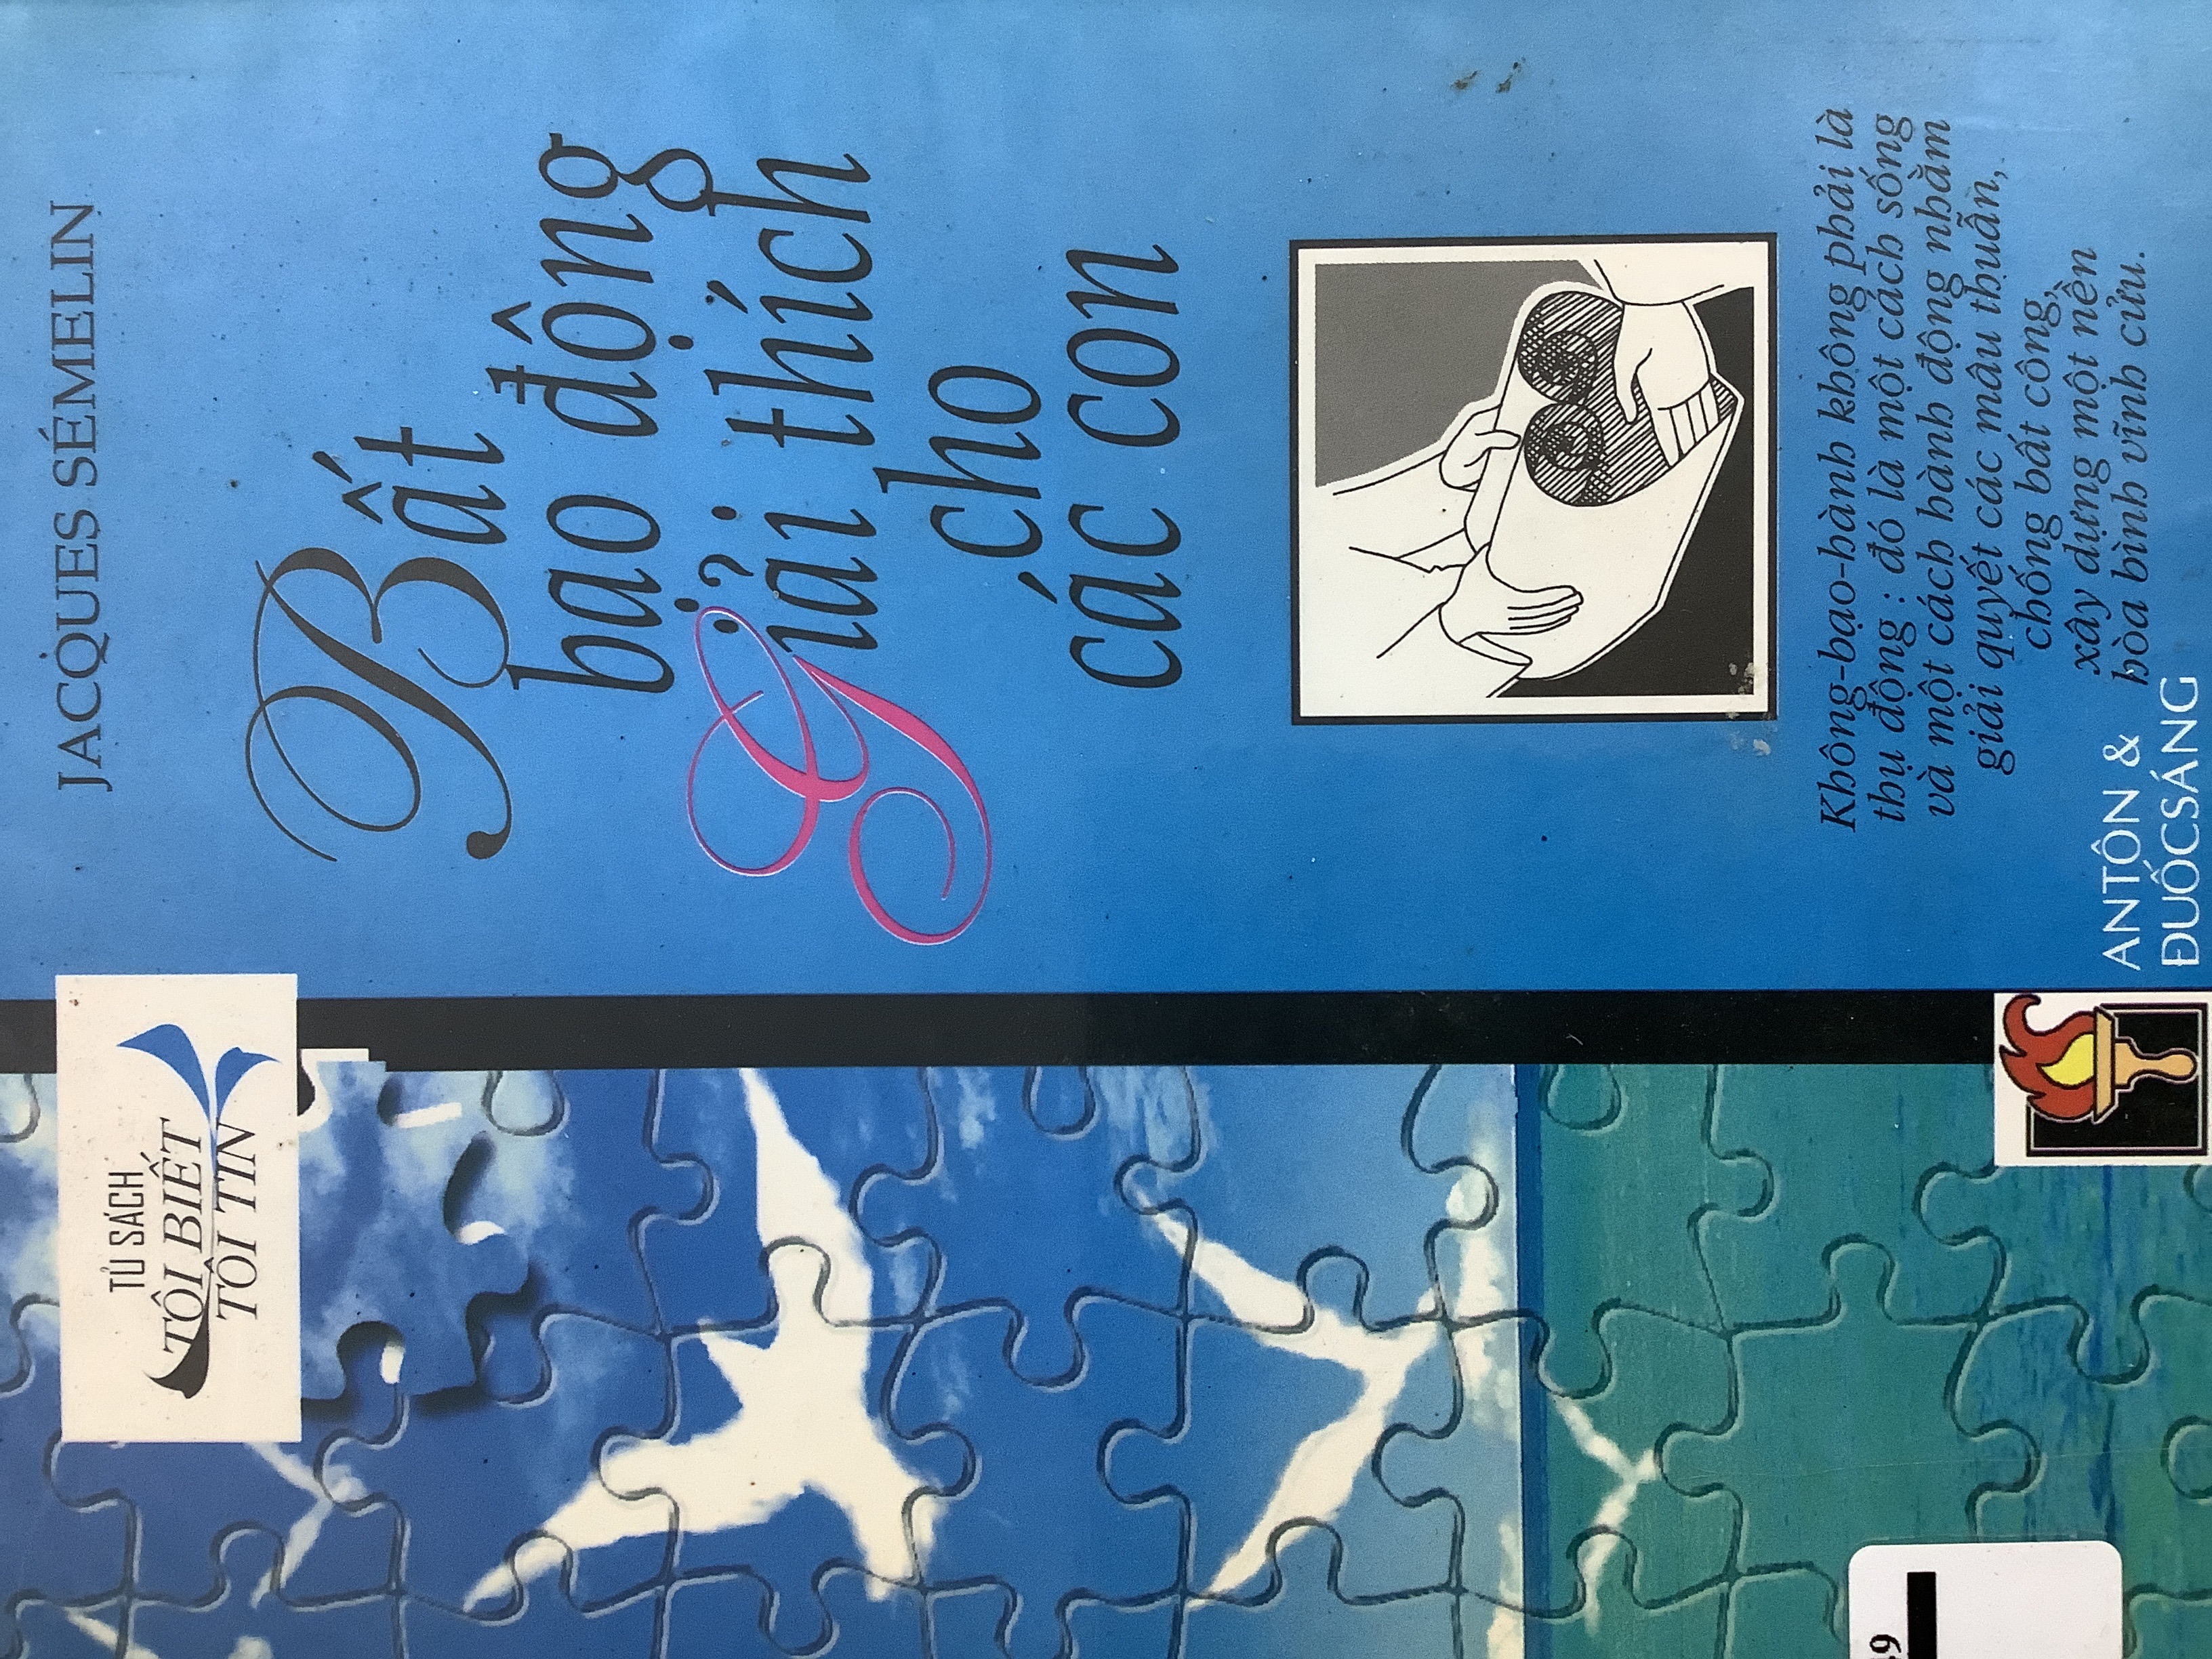 JACQUES SÉMELIN
TỦ SÁCH
TÔI BIẾT
TÔI TIN
Bất
bạo động
Giải thích
cho
các con
Không-bạo-hành không phải là
thụ động : đó là một cách sống
và một cách hành động nhằm
giải quyết các mâu thuẫn,
chống bất công,
xây dựng một nền
hòa bình vĩnh cửu.
ANTÔN &
ĐUỐCSÁNG